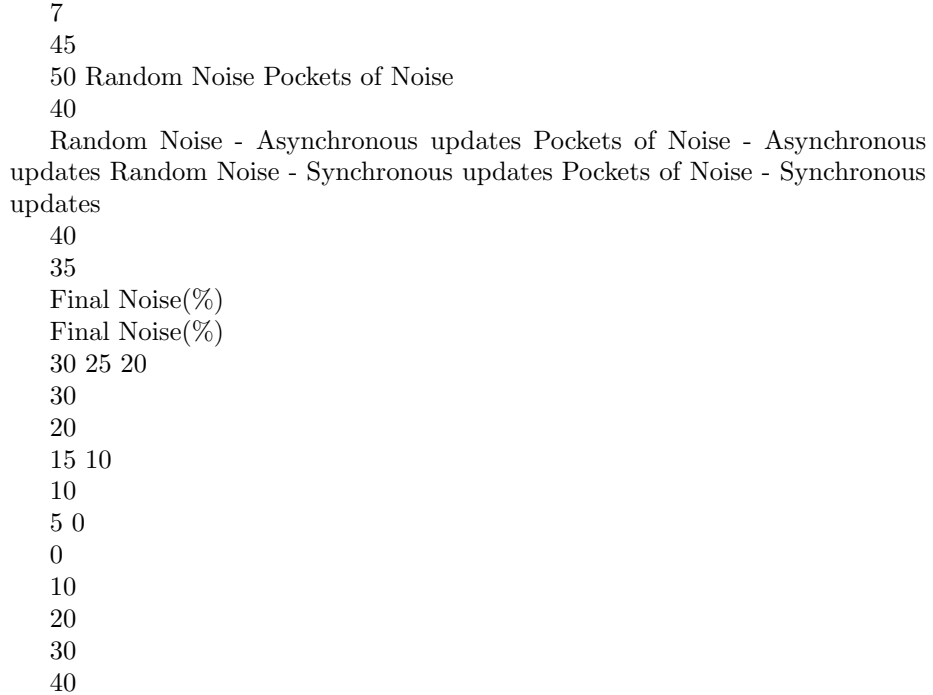 7
45
50 Random Noise Pockets of Noise
40
Random Noise - Asynchronous updates Pockets of Noise - Asynchronous
updates Random Noise - Synchronous updates Pockets of Noise - Synchronous
updates
40
35
Final Noise(%)
Final Noise(%)
30 25 20
30
20
15 10
10
5 0
0
10
20
30
40